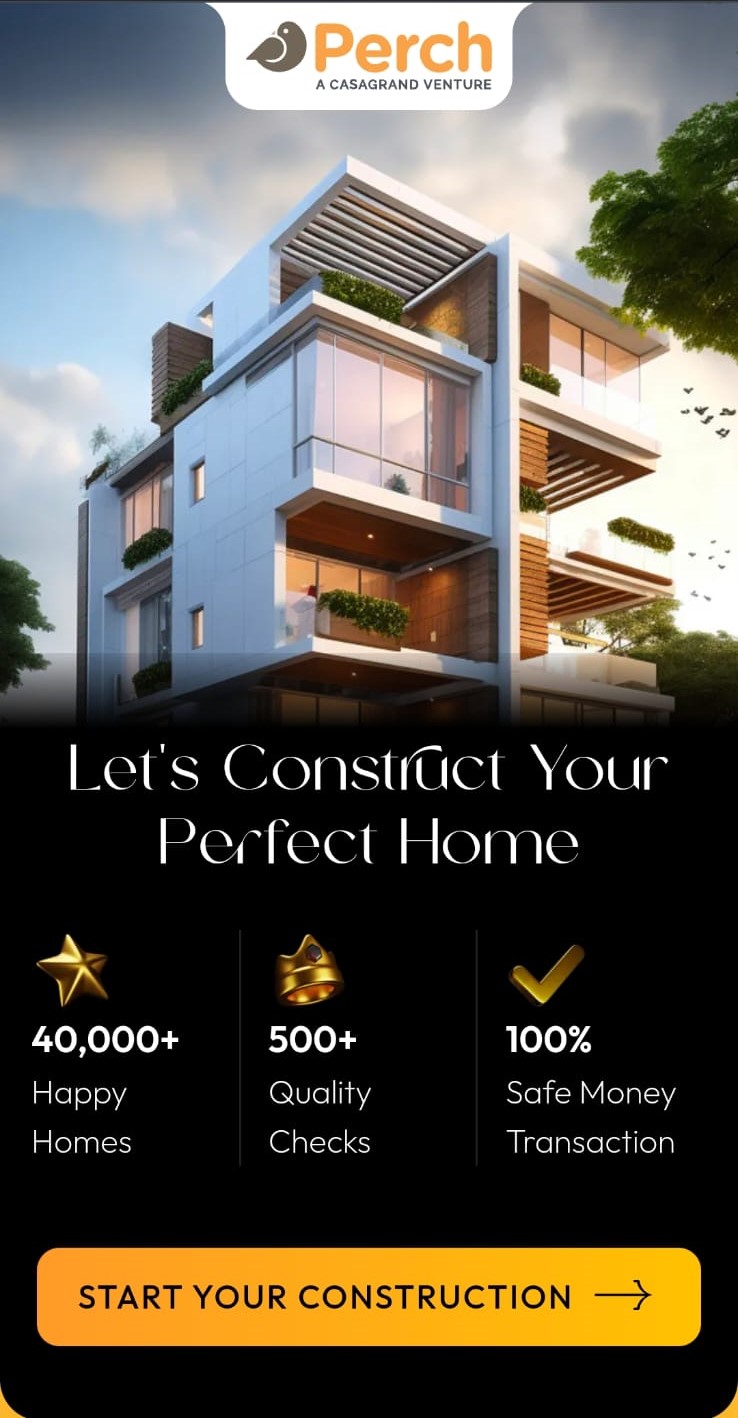 Perch
A CASAGRAND VENTURE
Let's Construct Your
Perfect Home
40,000+
Happy
Homes
500+
Quality
Checks
100%
Safe Money
Transaction
START YOUR CONSTRUCTION